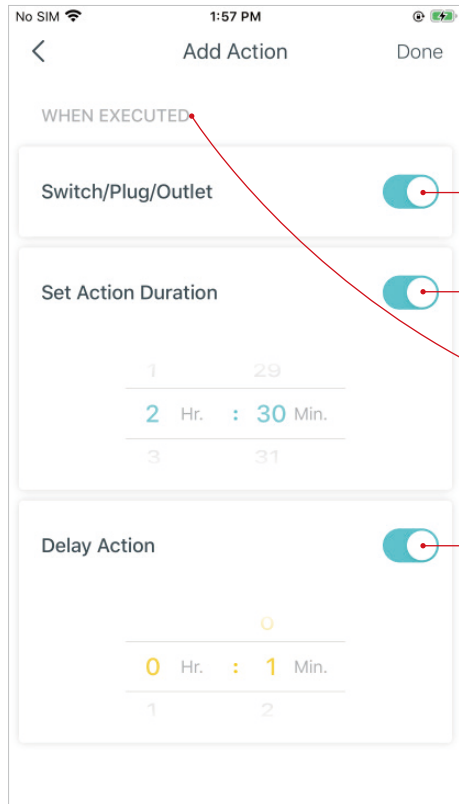 No SIM 1:57 PM
Add Action Done
WHEN EXECUTED
Switch/Plug/Outlet
Set Action Duration
1 29
2 Hr. : 30 Min.
3 31
Delay Action
0
0 Hr. : 1 Min.
1 2